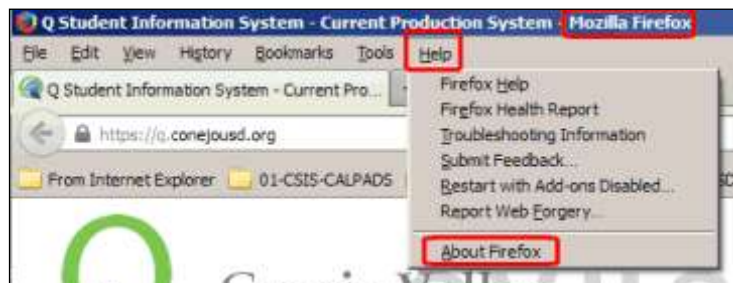 Q Student Information System - Current Production System - Mozilla Firefox
File Edit View History Bookmarks Tools Help
Q Student Information System - Current Pro...
https://q.conejousd.org
From Internet Explorer 01-CSIS-CALPADS
Firefox Help
Firefox Health Report
Troubleshooting Information
Submit Feedback...
Restart with Add-ons Disabled...
Report Web Forgery...
About Firefox